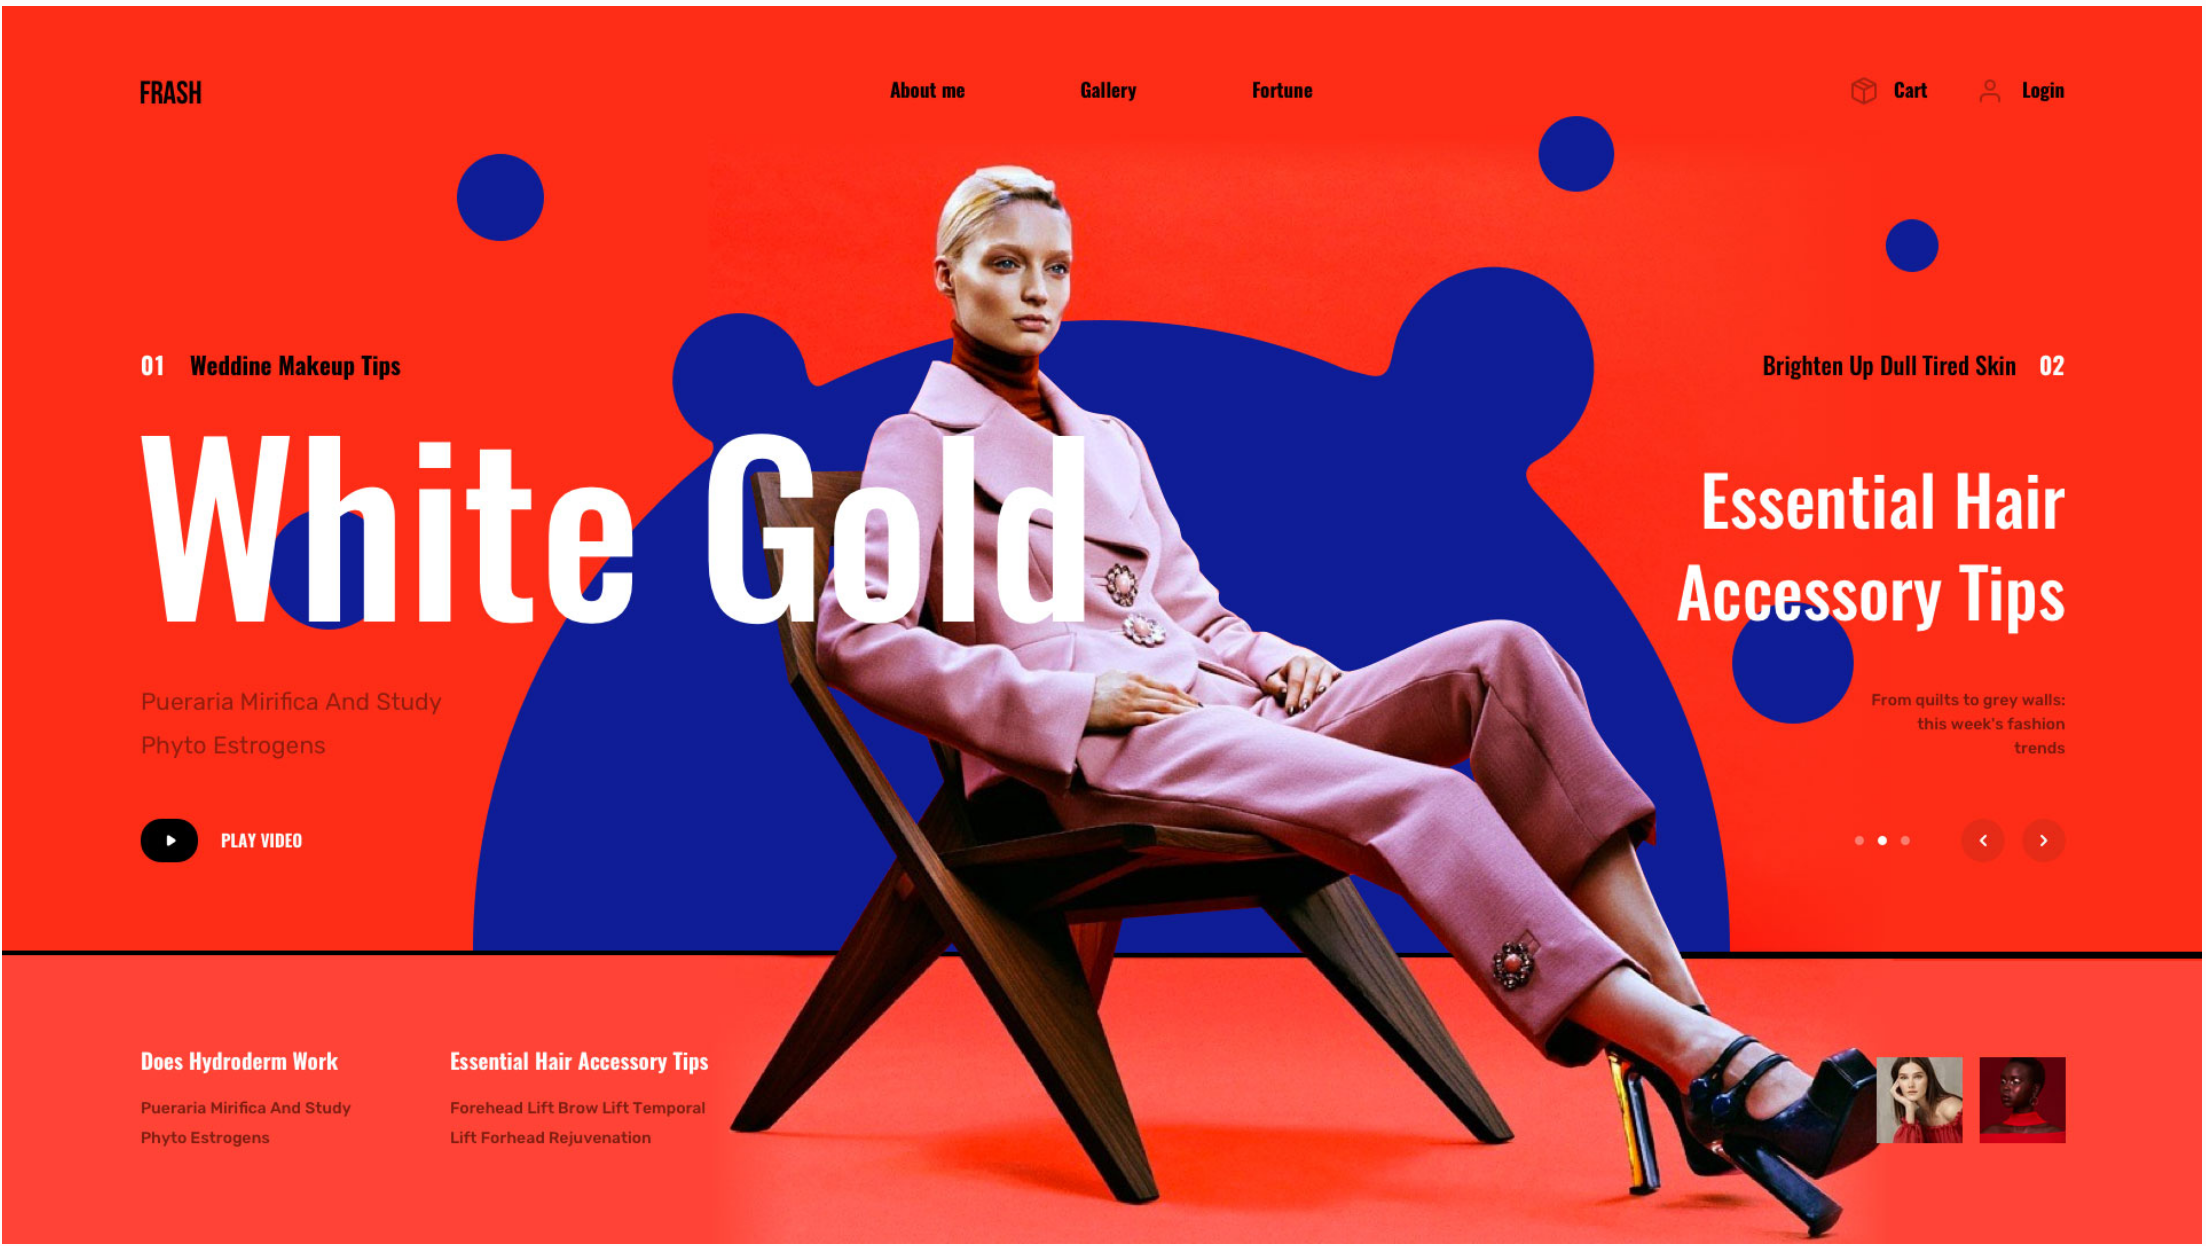 FRASH
About me
Gallery
Fortune
Cart
Login
01 Weddine Makeup Tips
White Gold
Pueraria Mirifica And Study
Phyto Estrogens
PLAY VIDEO
Brighten Up Dull Tired Skin 02
Essential Hair
Accessory Tips
From quilts to grey walls:
this week's fashion
trends
Does Hydroderm Work
Pueraria Mirifica And Study
Phyto Estrogens
Essential Hair Accessory Tips
Forehead Lift Brow Lift Temporal
Lift Forhead Rejuvenation